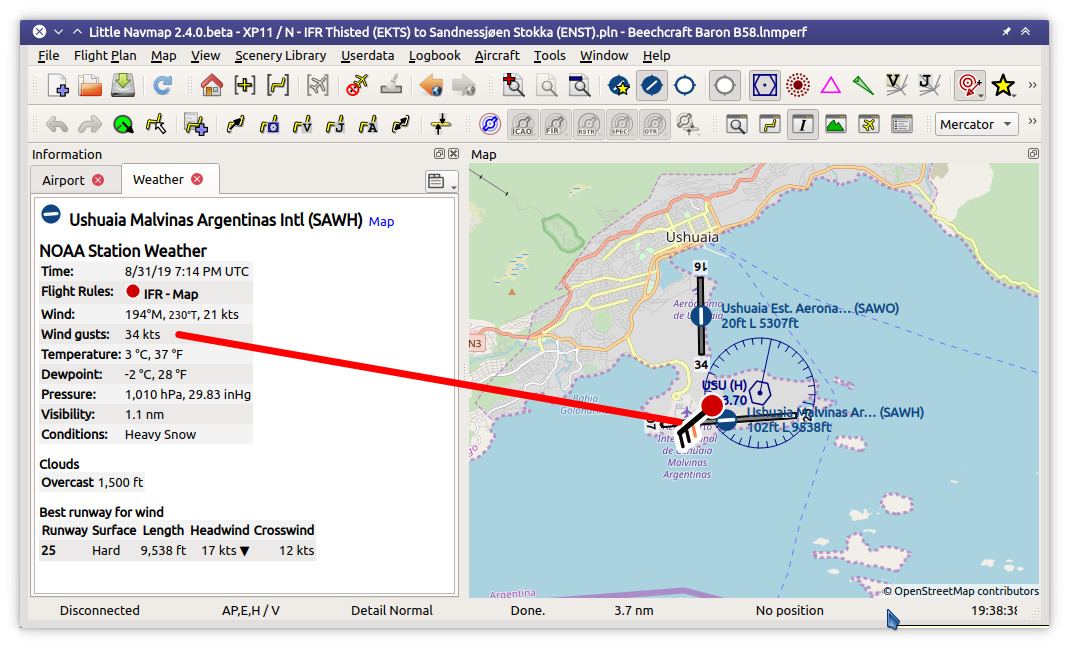 Little Navmap 2.4.0.beta - XP11 / N - IFR Thisted (EKTS) to Sandnessjøen Stokka (ENST).pln - Beechcraft Baron B58.lnmperf
File Flight Plan Map View Scenery Library Userdata Logbook Aircraft Tools Window Help
V J
V J A ICAO FIR RSTR SPEC OTR I Mercator
Information
Map
Airport Weather
Ushuaia Malvinas Argentinas Intl (SAWH) Map
NOAA Station Weather
Time: 8/31/19 7:14 PM UTC
Flight Rules: IFR - Map
Wind: 194°M, 230°T, 21 kts
Wind gusts: 34 kts
Temperature: 3 °C, 37 °F
Dewpoint: -2 °C, 28 °F
Pressure: 1,010 hPa, 29.83 inHg
Visibility: 1.1 nm
Conditions: Heavy Snow
Clouds
Overcast 1,500 ft
Best runway for wind
Runway Surface Length Headwind Crosswind
25 Hard 9,538 ft 17 kts ▼ 12 kts
Ushuaia
16
Ushuaia Est. Aerona... (SAWO)
20ft L 5307ft
34
N3
USU (H)
3.70
Bahía
Golondrina
07
25
Ushuaia Malvinas Ar... (SAWH)
102ft L 9538ft
de Ushuaia
Malvinas
Argentinas
Argentina
© OpenStreetMap contributors
Disconnected AP,E,H / V Detail Normal Done. 3.7 nm No position 19:38:38